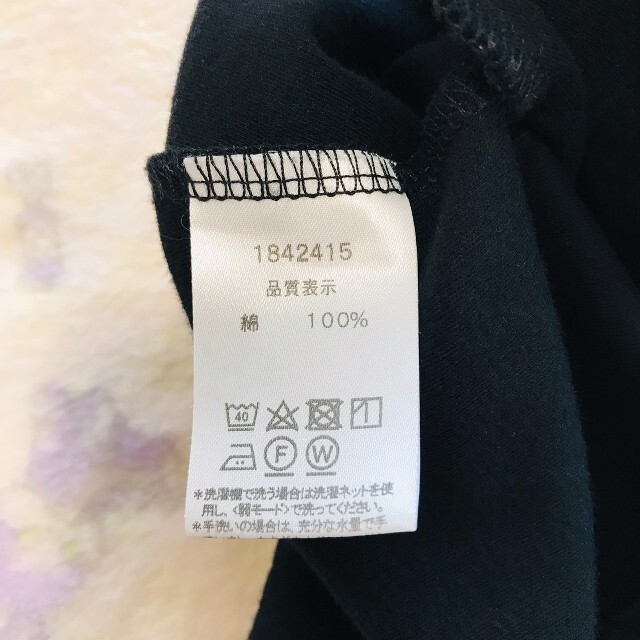 1842415
品質表示
綿 100%
40
F W
*洗濯機で洗う場合は洗濯ネットを使
用し、〈弱モード〉で洗ってください。
*手洗いの場合は、充分な水量で手